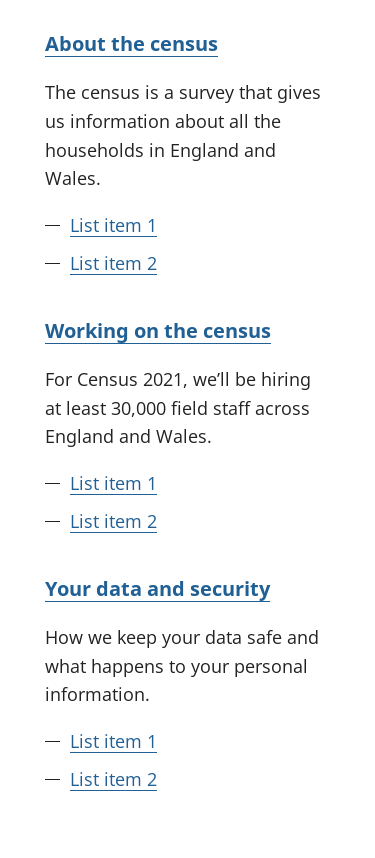 About the census
The census is a survey that gives
us information about all the
households in England and
Wales.
— List item 1
— List item 2
Working on the census
For Census 2021, we’ll be hiring
at least 30,000 field staff across
England and Wales.
— List item 1
— List item 2
Your data and security
How we keep your data safe and
what happens to your personal
information.
— List item 1
— List item 2